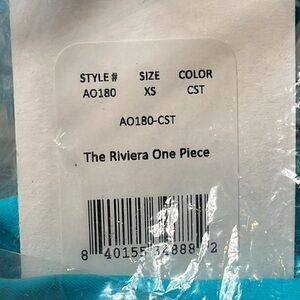 STYLE # SIZE COLOR
AO180 XS CST
AO180-CST
The Riviera One Piece